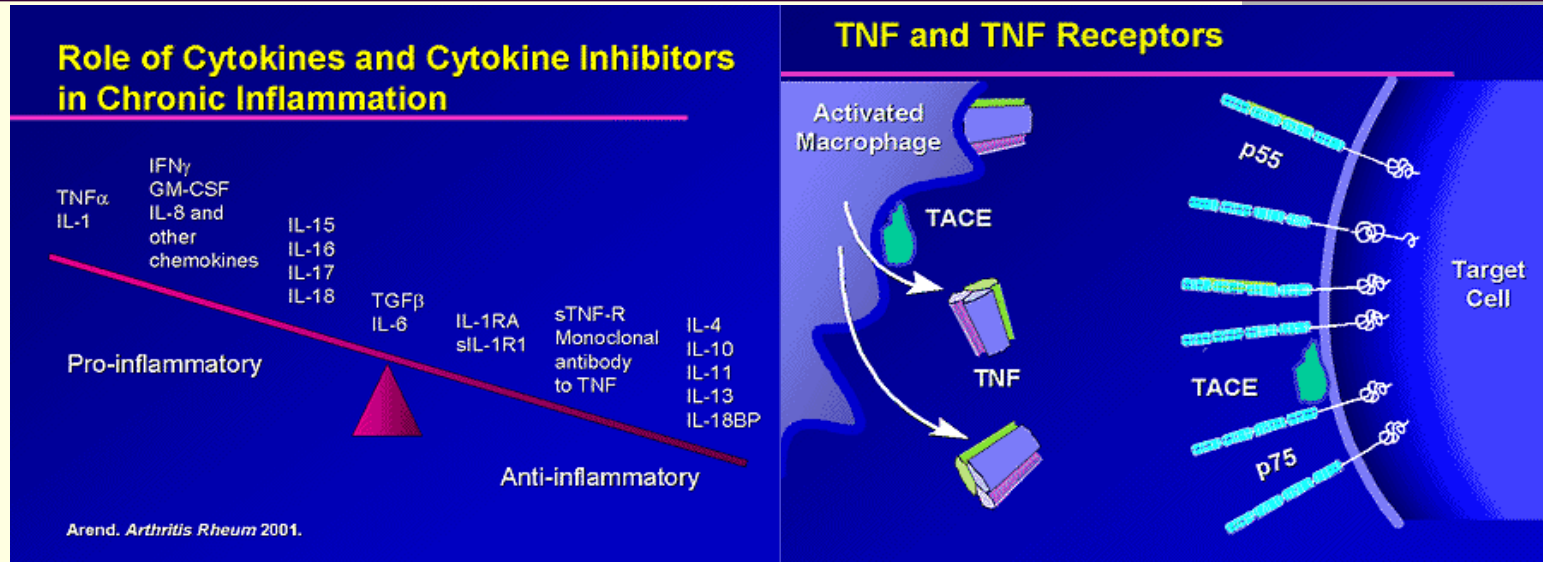 Role of Cytokines and Cytokine Inhibitors
in Chronic Inflammation
TNFα
IL-1
IFNγ
GM-CSF
IL-8 and
other
chemokines
IL-15
IL-16
IL-17
IL-18
TGFβ
IL-6
IL-1RA
sIL-1R1
sTNF-R
Monoclonal
antibody
to TNF
IL-4
IL-10
IL-11
IL-13
IL-18BP
Pro-inflammatory
Anti-inflammatory
Arend. Arthritis Rheum 2001.
TNF and TNF Receptors
Activated
Macrophage
TACE
TNF
p55
TACE
p75
Target
Cell